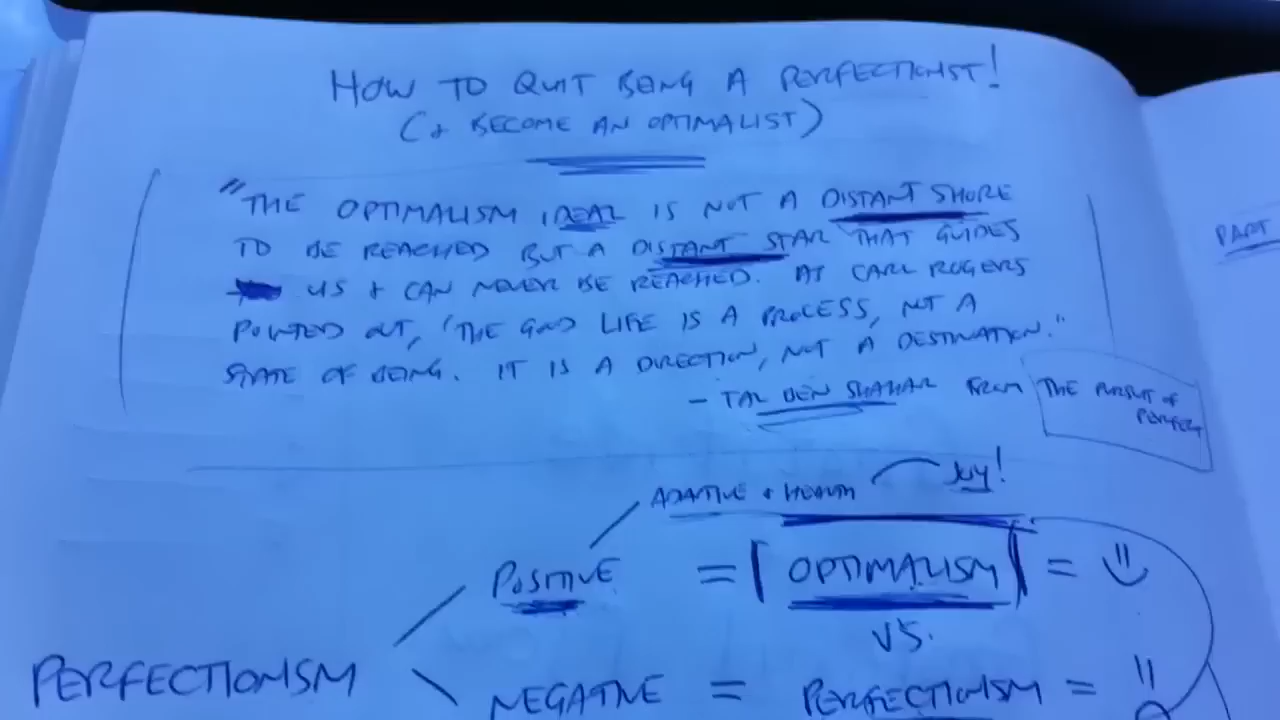 HOW TO QUIT BEING A PERFECTIONIST!
(& BECOME AN OPTIMALIST)
"THE OPTIMALISM IDEAL IS NOT A DISTANT SHORE
TO BE REACHED BUT A DISTANT STAR THAT GUIDES
US & CAN NEVER BE REACHED. AS CARL ROGERS
POINTED OUT, 'THE GOOD LIFE IS A PROCESS, NOT A
STATE OF BEING. IT IS A DIRECTION, NOT A DESTINATION."
- TAL BEN SHAHAR FROM THE PURSUIT OF
PERFECT
PART
ADAPTIVE & HEALTHY JOY!
POSITIVE = OPTIMALISM =
VS.
PERFECTIONISM
NEGATIVE = PERFECTIONISM =